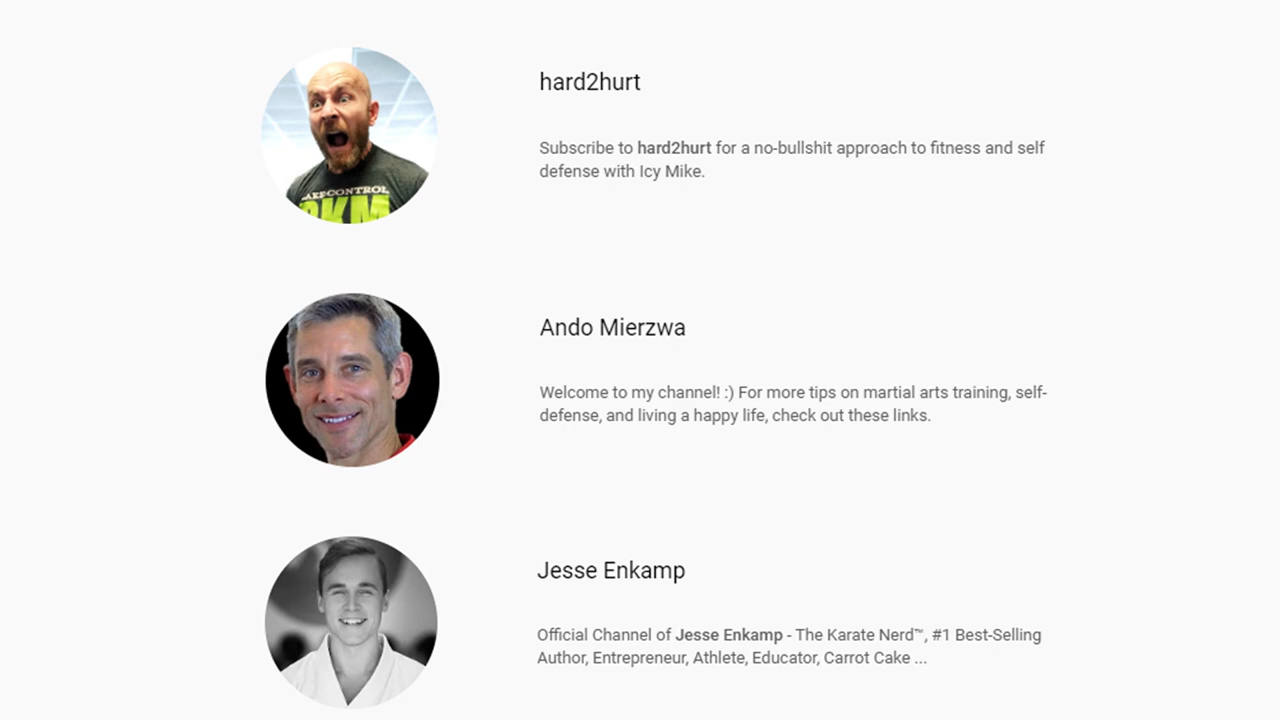 hard2hurt
Subscribe to hard2hurt for a no-bullshit approach to fitness and self
defense with Icy Mike.
Ando Mierzwa
Welcome to my channel! :) For more tips on martial arts training, self-
defense, and living a happy life, check out these links.
Jesse Enkamp
Official Channel of Jesse Enkamp - The Karate Nerd™, #1 Best-Selling
Author, Entrepreneur, Athlete, Educator, Carrot Cake ...